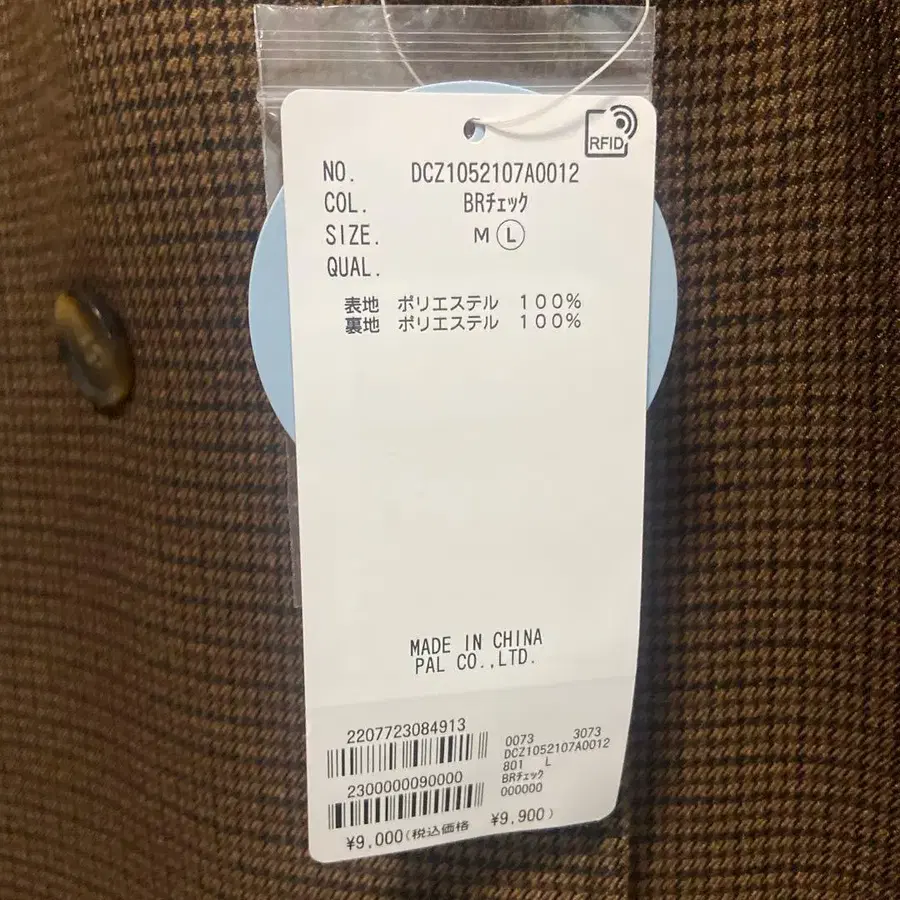 RFID
NO. DCZ1052107A0012
COL. BRﾁｪｯｸ
SIZE. M L
QUAL.
表地 ポリエステル １００％
裏地 ポリエステル １００％
MADE IN CHINA
PAL CO.,LTD.
2207723084913
2300000090000
0073 3073
DCZ1052107A0012
801 L
BRﾁｪｯｸ
000000
¥9,000(税込価格 ¥9,900)